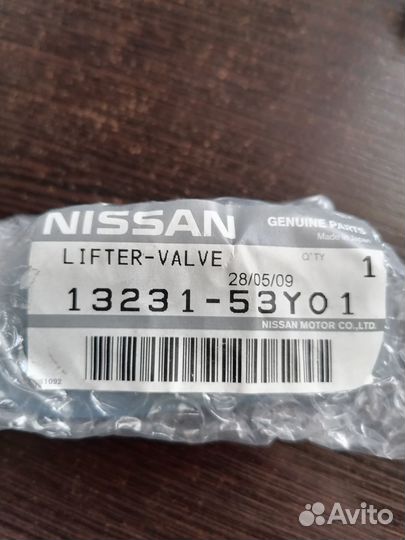 NISSAN
GENUINE PARTS
Made in Japan
LIFTER-VALVE
Q'TY
1
28/05/09
13231-53Y01
NISSAN MOTOR CO.,LTD.
Avito